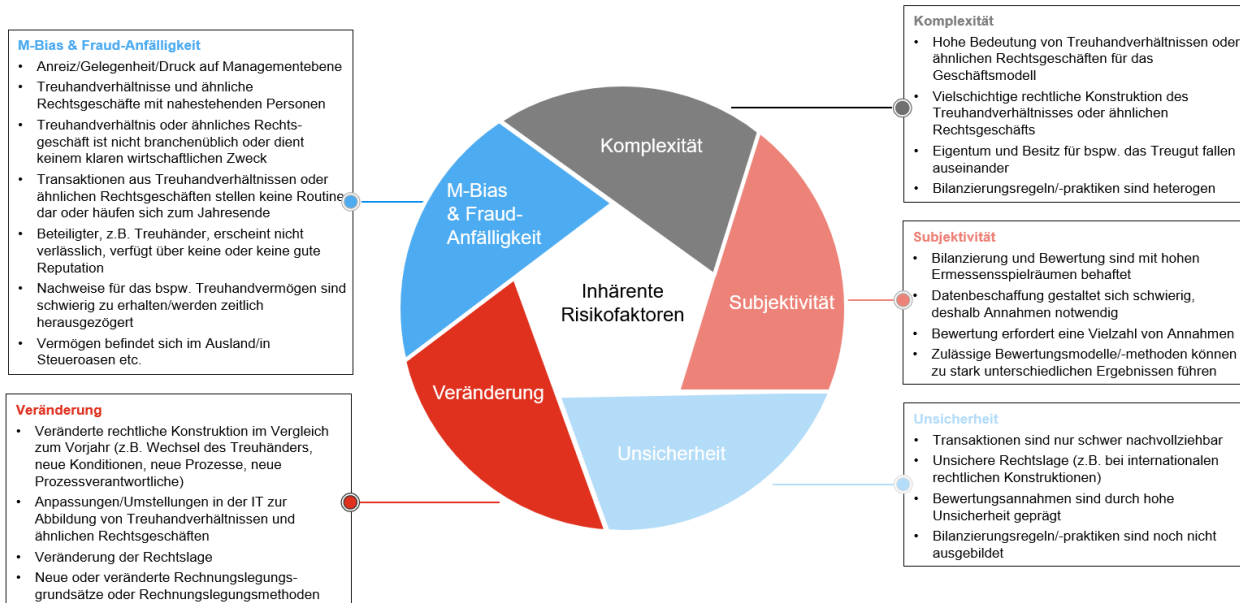 M-Bias & Fraud-Anfälligkeit
• Anreiz/Gelegenheit/Druck auf Managementebene
• Treuhandverhältnisse und ähnliche
Rechtsgeschäfte mit nahestehenden Personen
• Treuhandverhältnis oder ähnliches Rechts-
geschäft ist nicht branchenüblich oder dient
keinem klaren wirtschaftlichen Zweck
• Transaktionen aus Treuhandverhältnissen oder
ähnlichen Rechtsgeschäften stellen keine Routine
dar oder häufen sich zum Jahresende
• Beteiligter, z.B. Treuhänder, erscheint nicht
verlässlich, verfügt über keine oder keine gute
Reputation
• Nachweise für das bspw. Treuhandvermögen sind
schwierig zu erhalten/werden zeitlich
herausgezögert
• Vermögen befindet sich im Ausland/in
Steueroasen etc.
Veränderung
• Veränderte rechtliche Konstruktion im Vergleich
zum Vorjahr (z.B. Wechsel des Treuhänders,
neue Konditionen, neue Prozesse, neue
Prozessverantwortliche)
• Anpassungen/Umstellungen in der IT zur
Abbildung von Treuhandverhältnissen und
ähnlichen Rechtsgeschäften
• Veränderung der Rechtslage
• Neue oder veränderte Rechnungslegungs-
grundsätze oder Rechnungslegungsmethoden
Komplexität
M-Bias
& Fraud-
Anfälligkeit
Inhärente
Risikofaktoren
Subjektivität
Veränderung
Unsicherheit
Komplexität
• Hohe Bedeutung von Treuhandverhältnissen oder
ähnlichen Rechtsgeschäften für das
Geschäftsmodell
• Vielschichtige rechtliche Konstruktion des
Treuhandverhältnisses oder ähnlichen
Rechtsgeschäfts
• Eigentum und Besitz für bspw. das Treugut fallen
auseinander
• Bilanzierungsregeln/-praktiken sind heterogen
Subjektivität
• Bilanzierung und Bewertung sind mit hohen
Ermessensspielräumen behaftet
• Datenbeschaffung gestaltet sich schwierig,
deshalb Annahmen notwendig
• Bewertung erfordert eine Vielzahl von Annahmen
• Zulässige Bewertungsmodelle/-methoden können
zu stark unterschiedlichen Ergebnissen führen
Unsicherheit
• Transaktionen sind nur schwer nachvollziehbar
• Unsichere Rechtslage (z.B. bei internationalen
rechtlichen Konstruktionen)
• Bewertungsannahmen sind durch hohe
Unsicherheit geprägt
• Bilanzierungsregeln/-praktiken sind noch nicht
ausgebildet